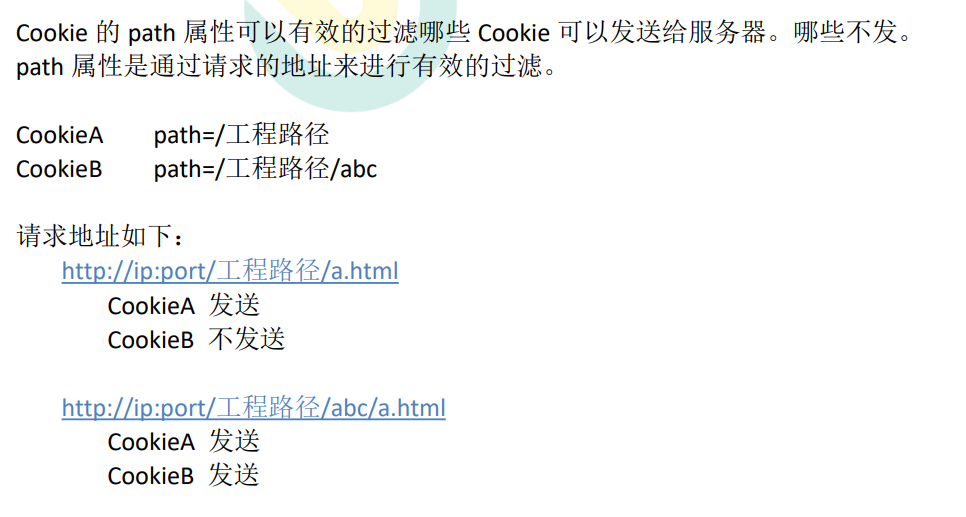 Cookie 的 path 属性可以有效的过滤哪些 Cookie 可以发送给服务器。哪些不发。
path 属性是通过请求的地址来进行有效的过滤。
CookieA path=/工程路径
CookieB path=/工程路径/abc
请求地址如下：
http://ip:port/工程路径/a.html
CookieA 发送
CookieB 不发送
http://ip:port/工程路径/abc/a.html
CookieA 发送
CookieB 发送